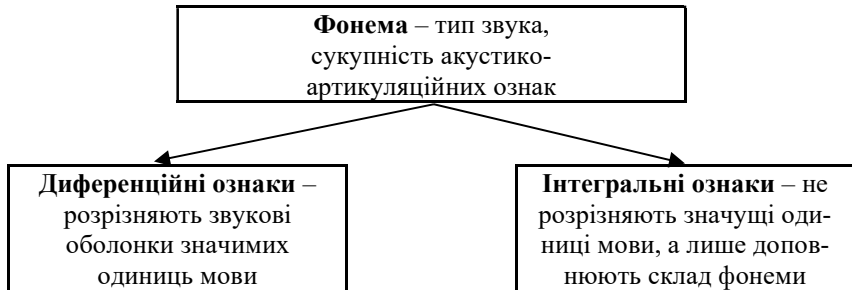 Фонема – тип звука,
сукупність акустико-
артикуляційних ознак
Диференційні ознаки –
розрізняють звукові
оболонки значимих
одиниць мови
Інтегральні ознаки – не
розрізняють значущі оди-
ниці мови, а лише допов-
нюють склад фонеми